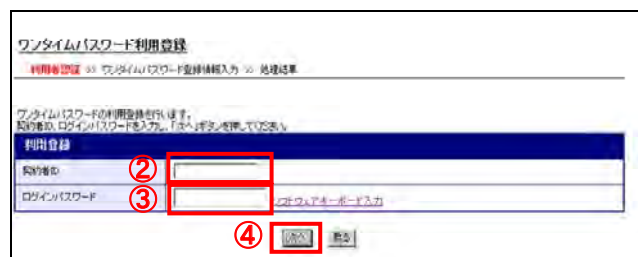 ワンタイムパスワード利用登録
利用者認証 >> ワンタイムパスワード登録情報入力 >> 処理結果
ワンタイムパスワードの利用登録を行います。
契約者ID、ログインパスワードを入力し、「次へ」ボタンを押してください。
利用登録
契約者ID ②
ログインパスワード ③ ソフトウェアキーボード入力
④ 次へ 戻る